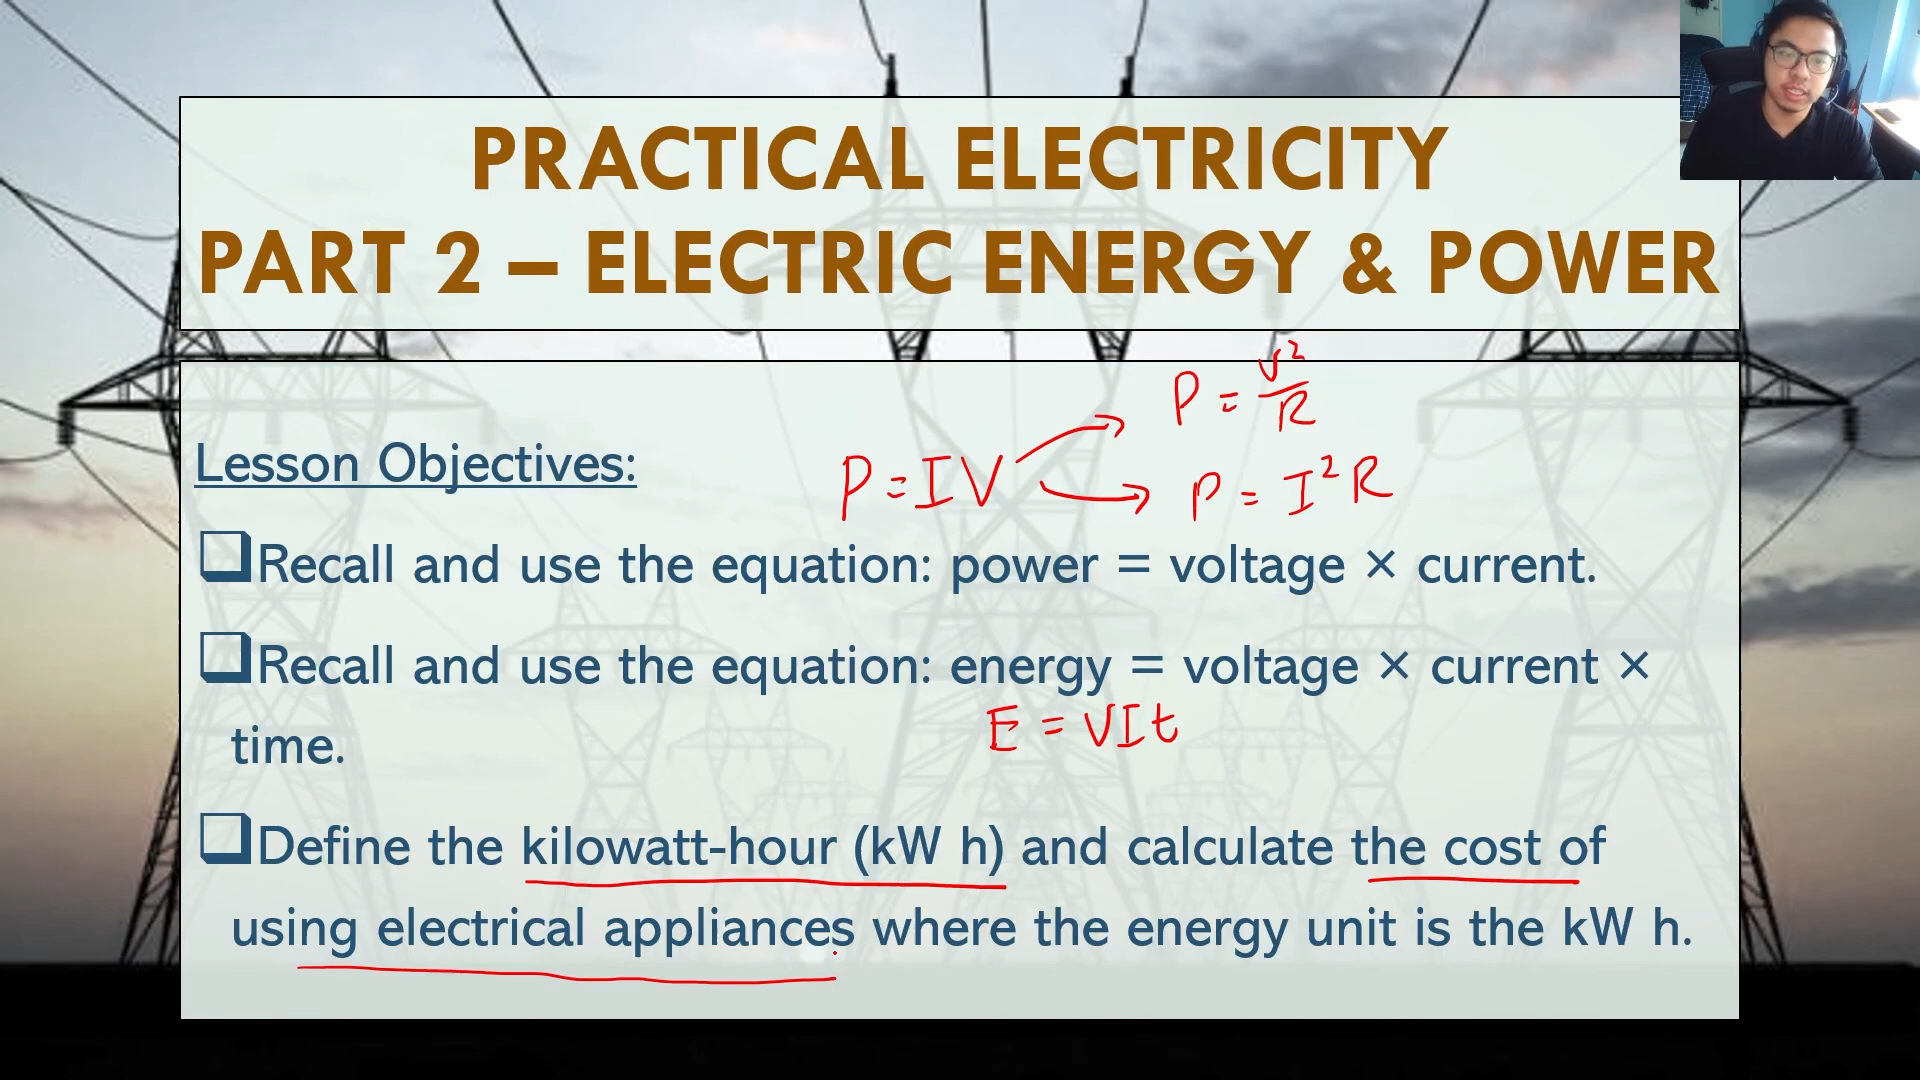 PRACTICAL ELECTRICITY
PART 2 – ELECTRIC ENERGY & POWER
P = V²/R
Lesson Objectives:
P = IV
P = I²R
❑Recall and use the equation: power = voltage × current.
❑Recall and use the equation: energy = voltage × current ×
time.
E = VIt
❑Define the kilowatt-hour (kW h) and calculate the cost of
using electrical appliances where the energy unit is the kW h.